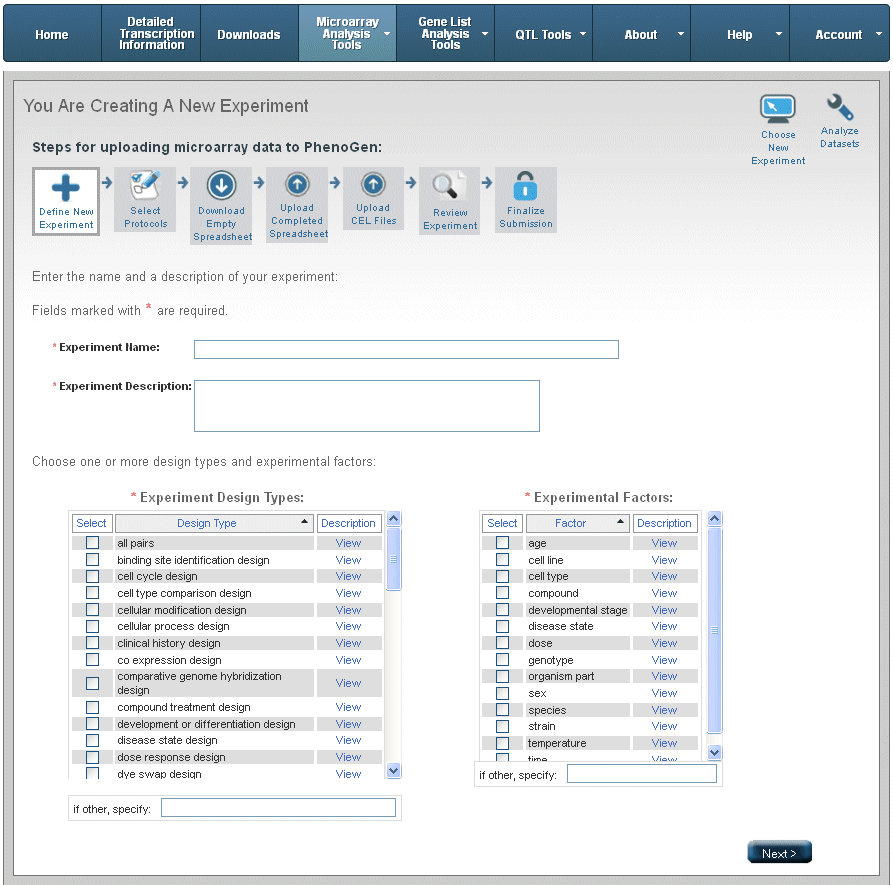 Home
Detailed Transcription Information
Downloads
Microarray Analysis Tools
Gene List Analysis Tools
QTL Tools
About
Help
Account
You Are Creating A New Experiment
Choose New Experiment
Analyze Datasets
Steps for uploading microarray data to PhenoGen:
Define New Experiment
Select Protocols
Download Empty Spreadsheet
Upload Completed Spreadsheet
Upload CEL Files
Review Experiment
Finalize Submission
Enter the name and a description of your experiment:
Fields marked with * are required.
* Experiment Name:
* Experiment Description:
Choose one or more design types and experimental factors:
* Experiment Design Types:
Select Design Type Description
all pairs View
binding site identification design View
cell cycle design View
cell type comparison design View
cellular modification design View
cellular process design View
clinical history design View
co expression design View
comparative genome hybridization design View
compound treatment design View
development or differentiation design View
disease state design View
dose response design View
dye swap design View
if other, specify:
* Experimental Factors:
Select Factor Description
age View
cell line View
cell type View
compound View
developmental stage View
disease state View
dose View
genotype View
organism part View
sex View
species View
strain View
temperature View
time View
if other, specify:
Next >